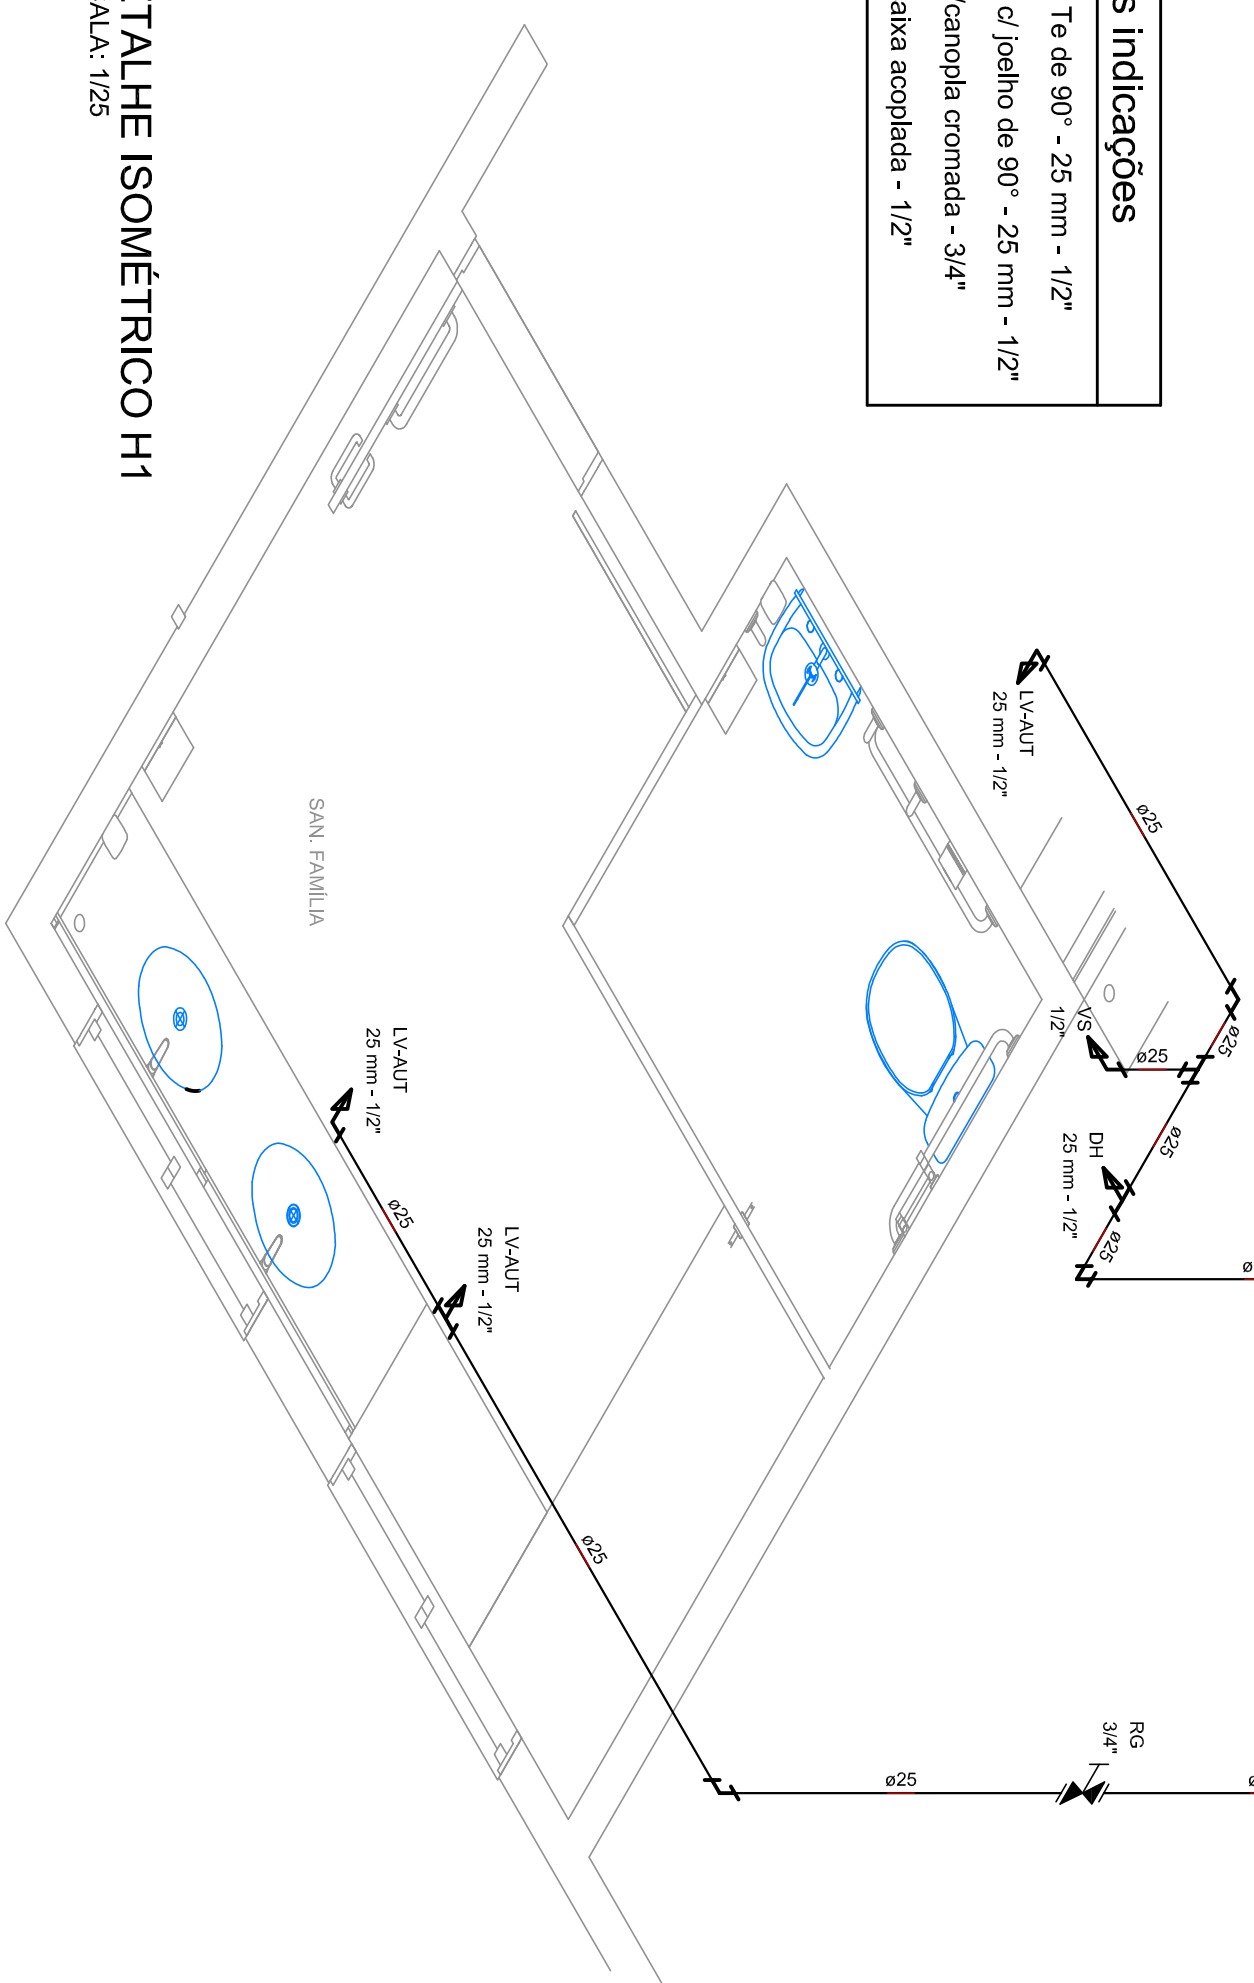 s indicações
Te de 90° - 25 mm - 1/2"
c/ joelho de 90° - 25 mm - 1/2"
/canopla cromada - 3/4"
aixa acoplada - 1/2"
LV-AUT
25 mm - 1/2"
ø25
ø25
VS
1/2"
ø25
ø25
DH
25 mm - 1/2"
ø25
ø
SAN. FAMÍLIA
LV-AUT
25 mm - 1/2"
ø25
LV-AUT
25 mm - 1/2"
ø25
RG
3/4"
ø25
ø
ETALHE ISOMÉTRICO H1
CALA: 1/25